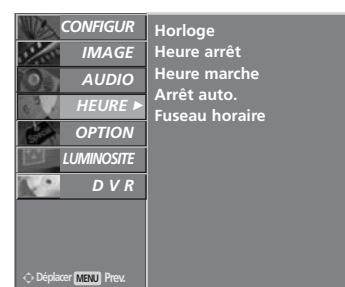 CONFIGUR
IMAGE
AUDIO
HEURE ►
OPTION
LUMINOSITE
D V R
Horloge
Heure arrêt
Heure marche
Arrêt auto.
Fuseau horaire
Déplacer MENU Prev.